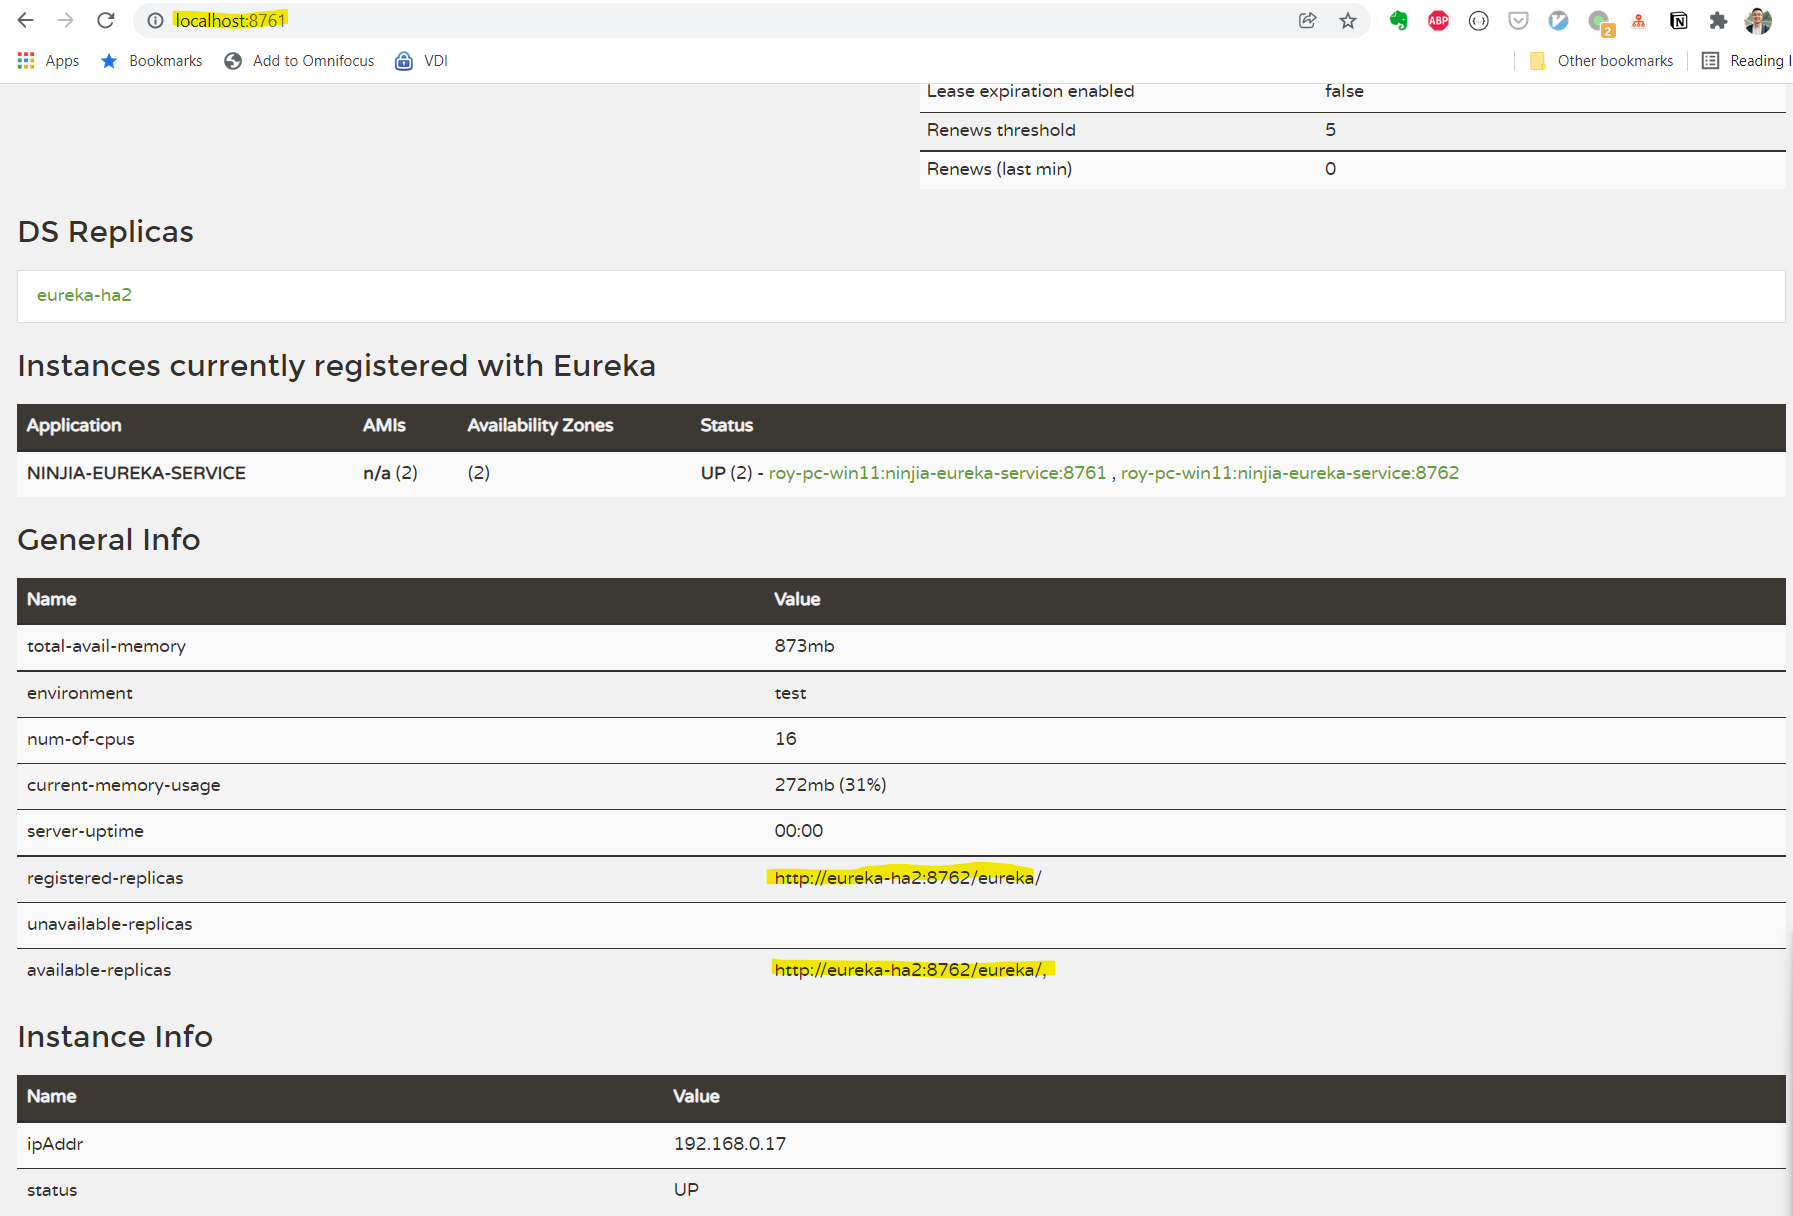 localhost:8761
ABP
2
Apps Bookmarks Add to Omnifocus VDI Other bookmarks Reading l
Lease expiration enabled false
Renews threshold 5
Renews (last min) 0
DS Replicas
eureka-ha2
Instances currently registered with Eureka
Application AMIs Availability Zones Status
NINJIA-EUREKA-SERVICE n/a (2) (2) UP (2) - roy-pc-win11:ninjia-eureka-service:8761 , roy-pc-win11:ninjia-eureka-service:8762
General Info
Name Value
total-avail-memory 873mb
environment test
num-of-cpus 16
current-memory-usage 272mb (31%)
server-uptime 00:00
registered-replicas http://eureka-ha2:8762/eureka/
unavailable-replicas
available-replicas http://eureka-ha2:8762/eureka/,
Instance Info
Name Value
ipAddr 192.168.0.17
status UP